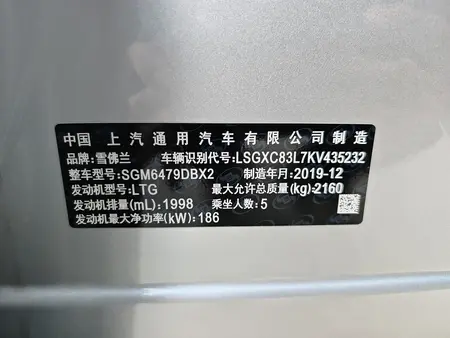 中国 上汽通用汽车有限公司制造
品牌:雪佛兰 车辆识别代号:LSGXC83L7KV435232
整车型号:SGM6479DBX2 制造年月:2019-12
发动机型号:LTG 最大允许总质量(kg):2160
发动机排量(mL):1998 乘坐人数:5
发动机最大净功率(kW):186